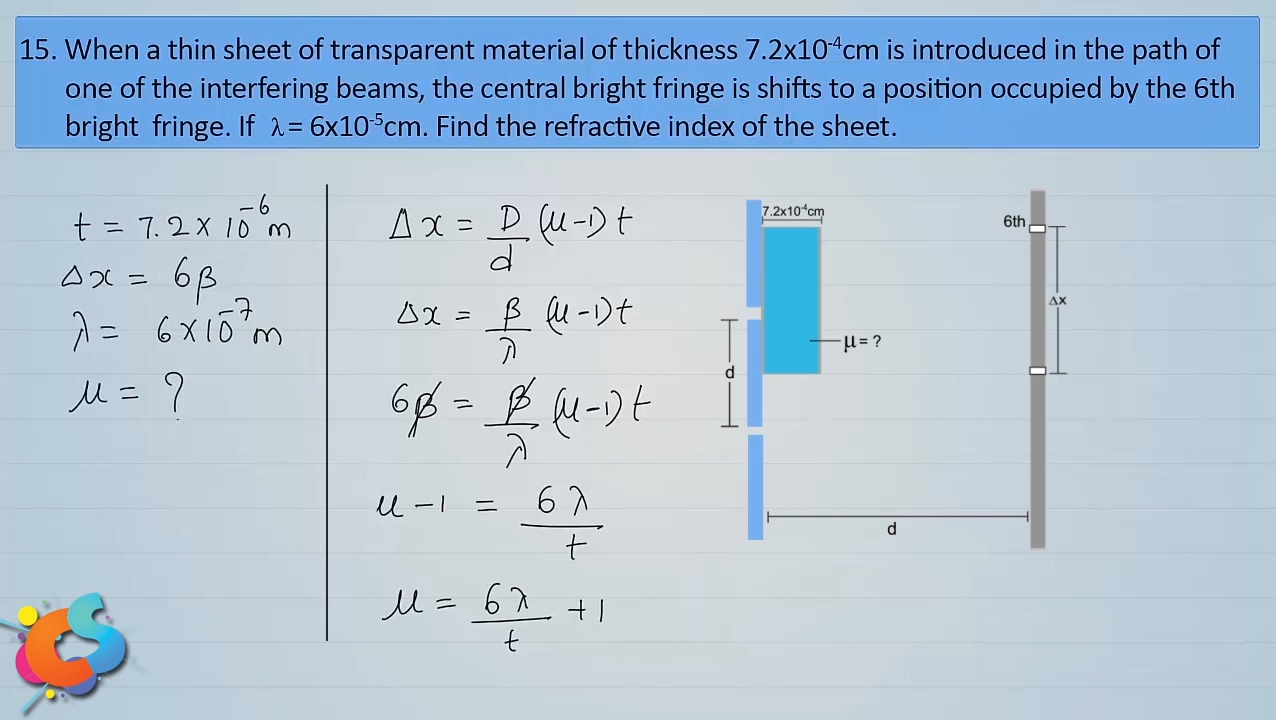 15. When a thin sheet of transparent material of thickness 7.2x10⁻⁴cm is introduced in the path of
one of the interfering beams, the central bright fringe is shifts to a position occupied by the 6th
bright fringe. If λ= 6x10⁻⁵cm. Find the refractive index of the sheet.
t = 7.2 × 10⁻⁶ m
Δx = 6β
λ = 6×10⁻⁷ m
μ = ?
Δx = D/d (μ-1) t
Δx = β/λ (μ-1) t
6β = β/λ (μ-1) t
μ - 1 = 6λ/t
μ = 6λ/t + 1
7.2x10⁻⁴cm
6th
Δx
μ = ?
d
d
CS